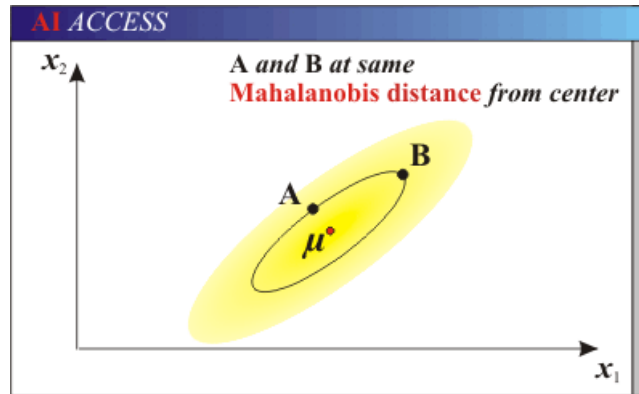 AI ACCESS
x₂
A and B at same
Mahalanobis distance from center
B
A
μ
x₁